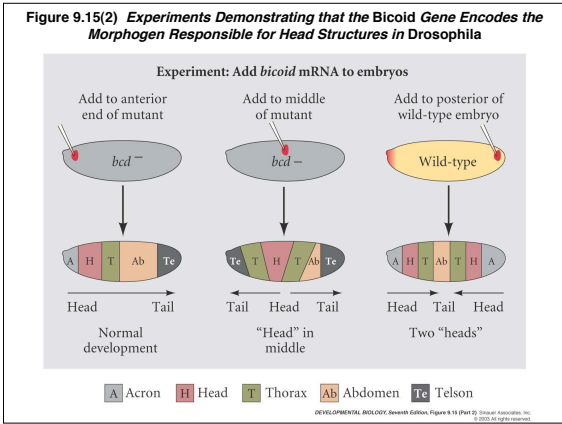 Figure 9.15(2) Experiments Demonstrating that the Bicoid Gene Encodes the
Morphogen Responsible for Head Structures in Drosophila
Experiment: Add bicoid mRNA to embryos
Add to anterior
end of mutant
Add to middle
of mutant
Add to posterior of
wild-type embryo
bcd –
bcd –
Wild-type
A H T Ab Te
Te T H T Ab Te
A H T Ab T H A
Head Tail
Tail Head Tail
Head Tail Head
Normal
development
"Head" in
middle
Two "heads"
A Acron H Head T Thorax Ab Abdomen Te Telson
DEVELOPMENTAL BIOLOGY, Seventh Edition, Figure 9.15 (Part 2) Sinauer Associates, Inc.
© 2003 All rights reserved.